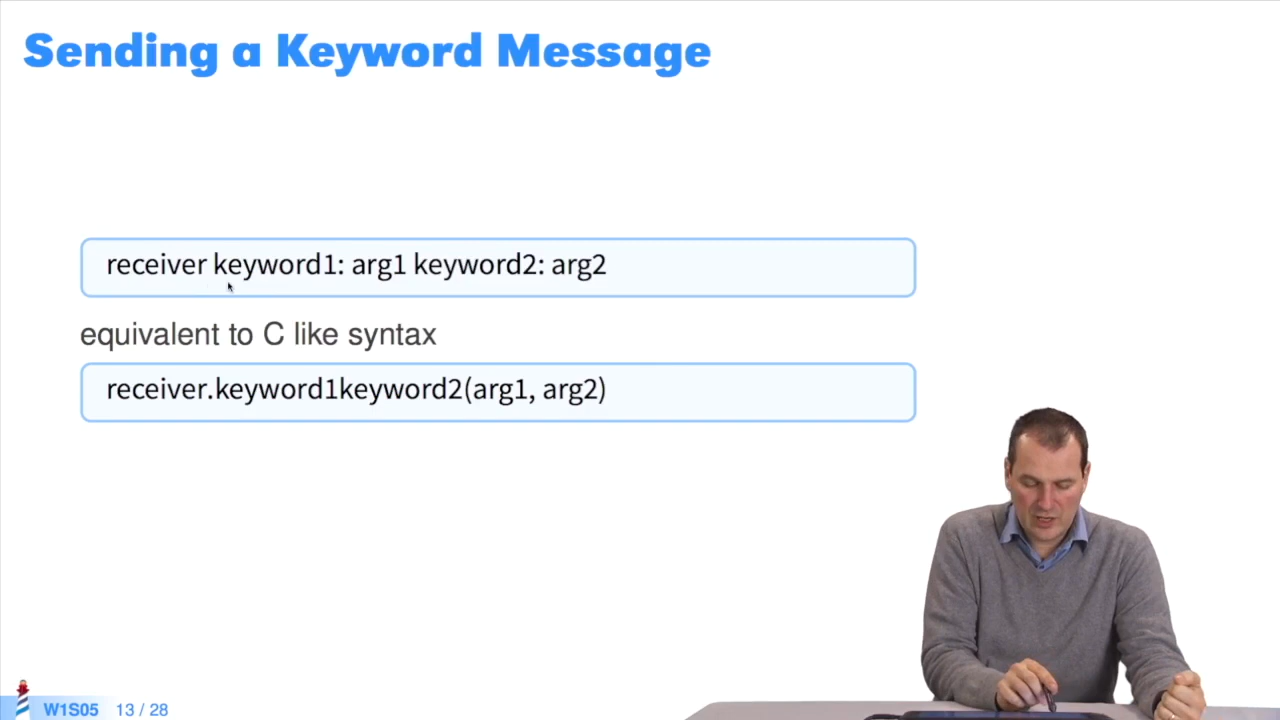 Sending a Keyword Message
receiver keyword1: arg1 keyword2: arg2
equivalent to C like syntax
receiver.keyword1keyword2(arg1, arg2)
W1S05 13 / 28